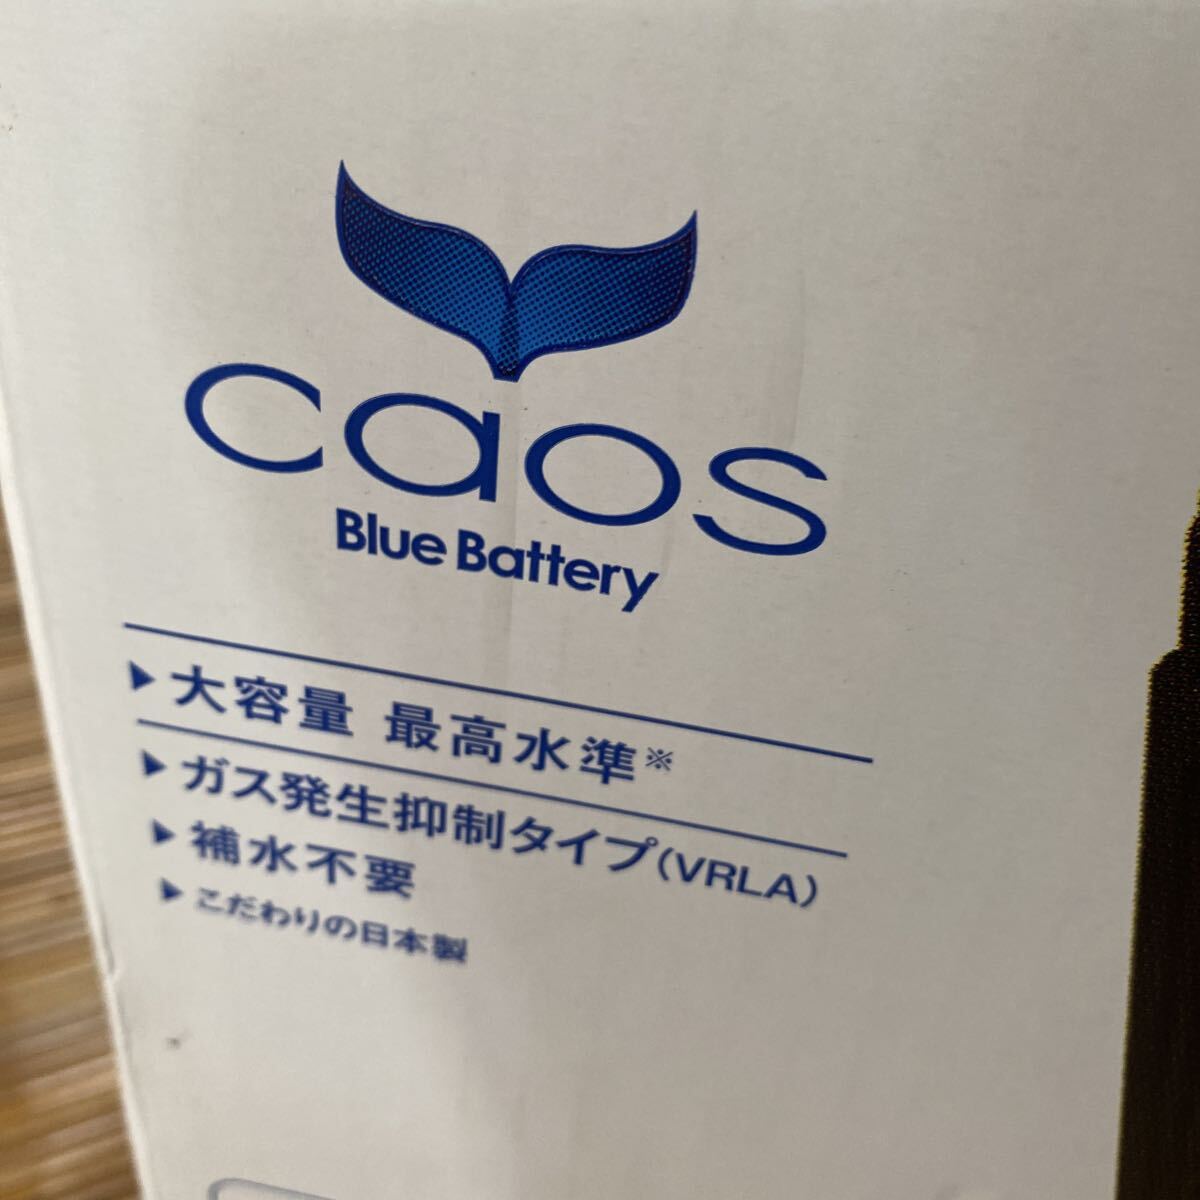 caos
Blue Battery
▶大容量 最高水準※
▶ガス発生抑制タイプ(VRLA)
▶補水不要
▶こだわりの日本製